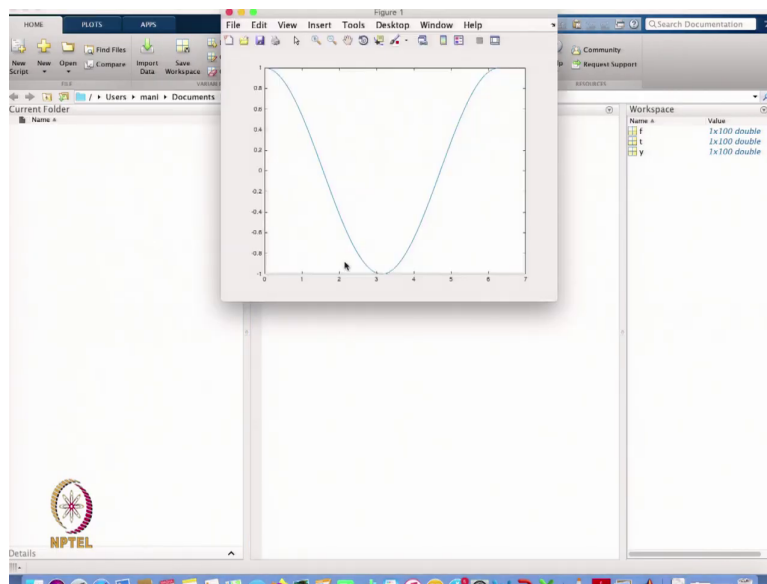 Figure 1
HOME PLOTS APPS
File Edit View Insert Tools Desktop Window Help
Search Documentation
New Script
New
Open
Find Files
Compare
Import Data
Save Workspace
Community
Request Support
FILE
RESOURCES
/ Users mani Documents
Current Folder
Name
Workspace
Name Value
f 1x100 double
t 1x100 double
y 1x100 double
1
0.8
0.6
0.4
0.2
0
-0.2
-0.4
-0.6
-0.8
-1
0 1 2 3 4 5 6 7
NPTEL
Details